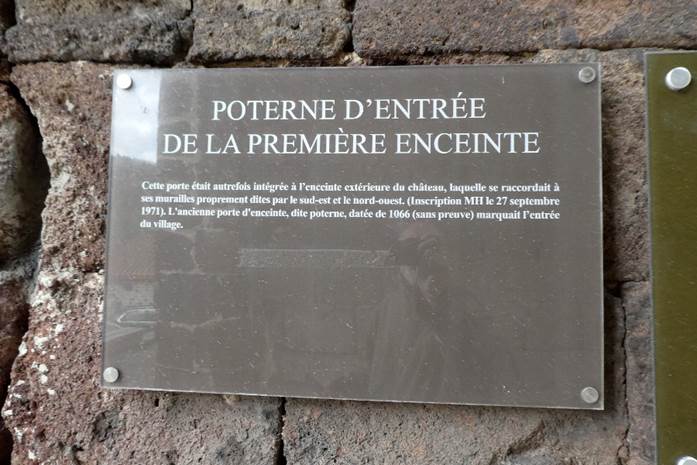 POTERNE D'ENTRÉE
DE LA PREMIÈRE ENCEINTE
Cette porte était autrefois intégrée à l'enceinte extérieure du château, laquelle se raccordait à
ses murailles proprement dites par le sud-est et le nord-ouest. (Inscription MH le 27 septembre
1971). L'ancienne porte d'enceinte, dite poterne, datée de 1066 (sans preuve) marquait l'entrée
du village.